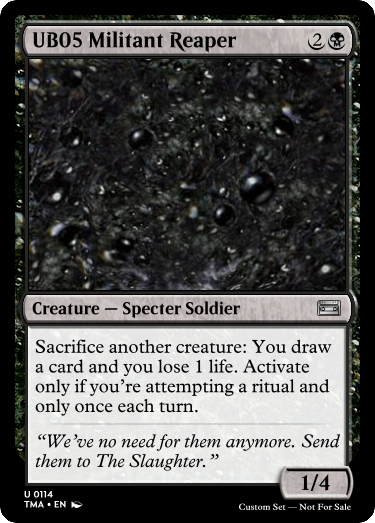 UB05 Militant Reaper 2
Creature — Specter Soldier
Sacrifice another creature: You draw
a card and you lose 1 life. Activate
only if you're attempting a ritual and
only once each turn.
“We've no need for them anymore. Send
them to The Slaughter.”
1/4
U 0114
TMA • EN
Custom Set — Not For Sale